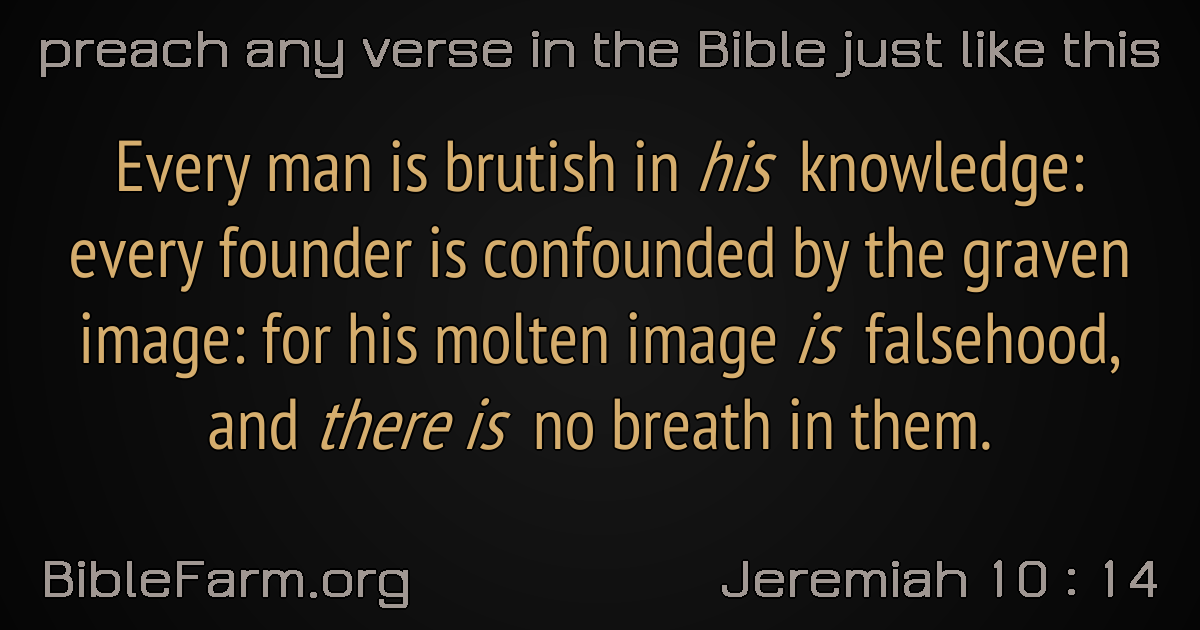 preach any verse in the Bible just like this
Every man is brutish in his knowledge:
every founder is confounded by the graven
image: for his molten image is falsehood,
and there is no breath in them.
BibleFarm.org
Jeremiah 10 : 14